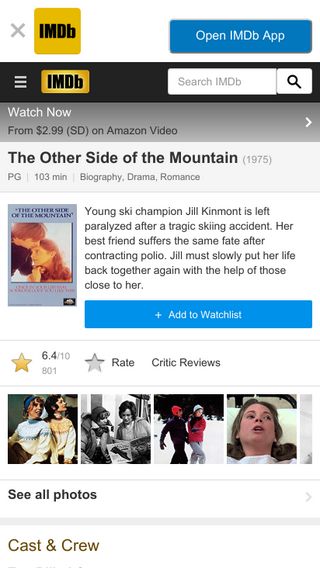 IMDb
Open IMDb App
IMDb
Search IMDb
Watch Now
From $2.99 (SD) on Amazon Video
The Other Side of the Mountain (1975)
PG | 103 min | Biography, Drama, Romance
"THE OTHER SIDE
OF THE MOUNTAIN"
Young ski champion Jill Kinmont is left
paralyzed after a tragic skiing accident. Her
best friend suffers the same fate after
contracting polio. Jill must slowly put her life
back together again with the help of those
close to her.
+ Add to Watchlist
6.4/10
801
Rate
Critic Reviews
See all photos
Cast & Crew